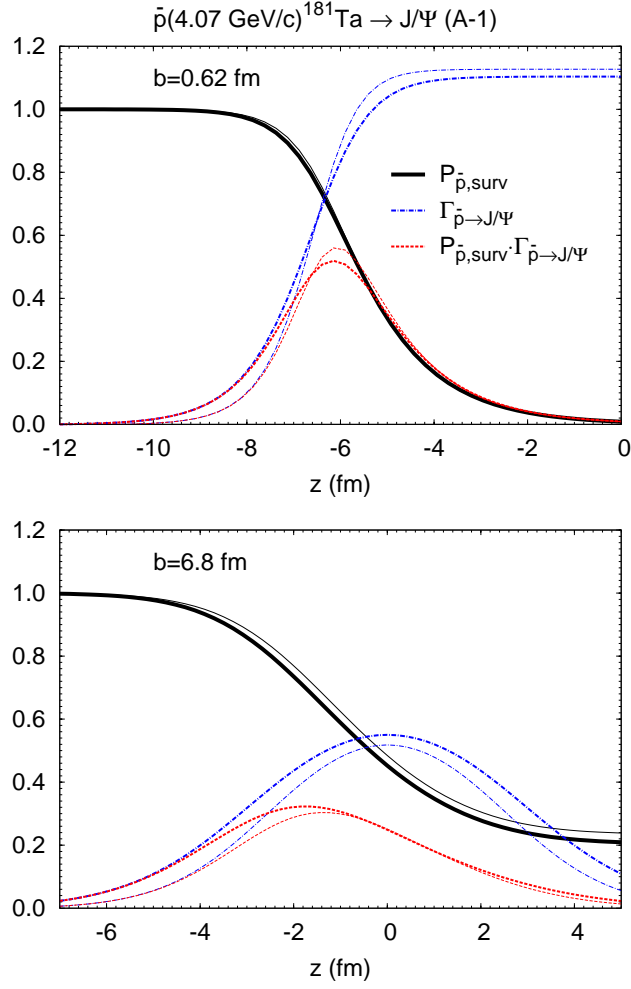 p̄(4.07 GeV/c)¹⁸¹Ta → J/Ψ (A-1)
1.2
b=0.62 fm
1.0
P_p̄,surv
0.8
Γ_p̄→J/Ψ
0.6
P_p̄,surv·Γ_p̄→J/Ψ
0.4
0.2
0.0
-12 -10 -8 -6 -4 -2 0
z (fm)
1.2
b=6.8 fm
1.0
0.8
0.6
0.4
0.2
0.0
-6 -4 -2 0 2 4
z (fm)